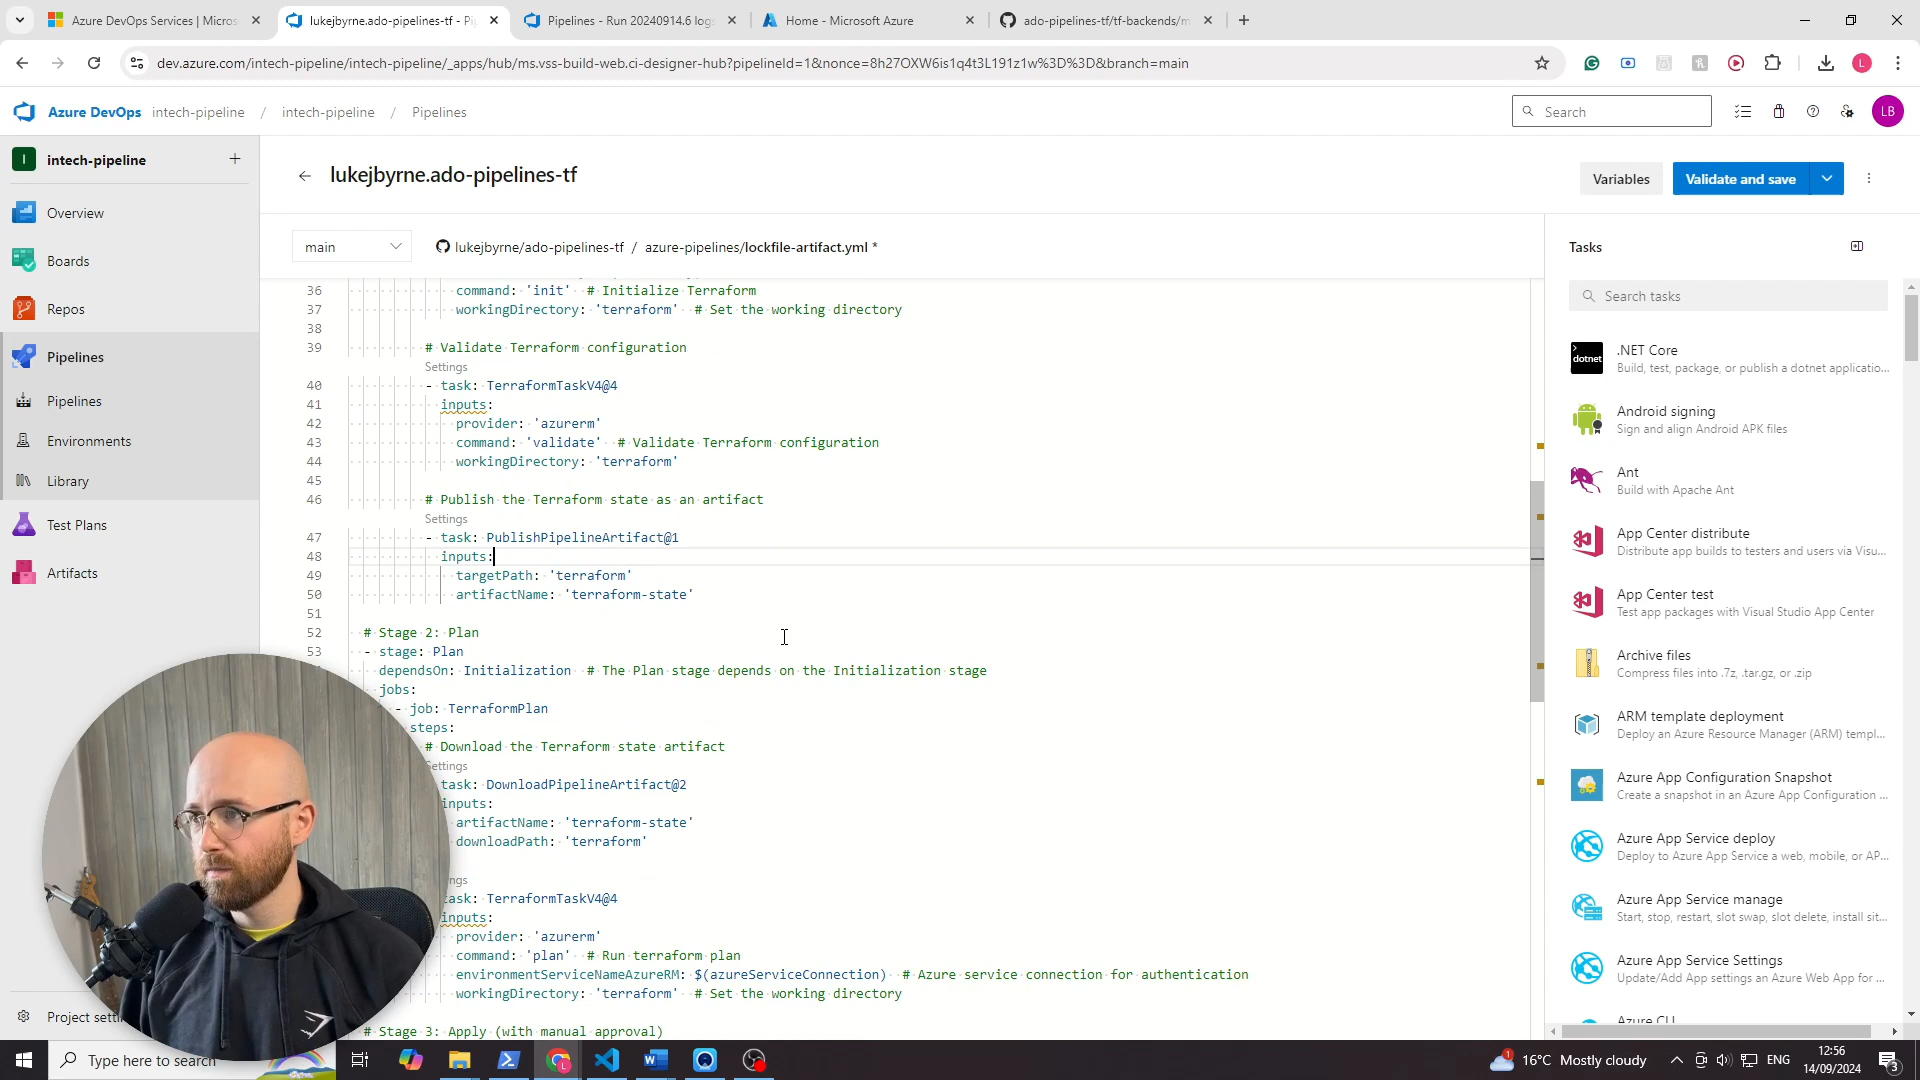 Azure DevOps Services | Micros
lukejbyrne.ado-pipelines-tf - Pi
Pipelines - Run 20240914.6 logs
Home - Microsoft Azure
ado-pipelines-tf/tf-backends/m
dev.azure.com/intech-pipeline/intech-pipeline/_apps/hub/ms.vss-build-web.ci-designer-hub?pipelineId=1&nonce=8h27OXW6is1q4t3L191z1w%3D%3D&branch=main
L
Azure DevOps intech-pipeline / intech-pipeline / Pipelines
Search
LB
I intech-pipeline
Overview
Boards
Repos
Pipelines
Pipelines
Environments
Library
Test Plans
Artifacts
lukejbyrne.ado-pipelines-tf
Variables
Validate and save
main
lukejbyrne/ado-pipelines-tf / azure-pipelines/lockfile-artifact.yml *
36 command: 'init' # Initialize Terraform
37 workingDirectory: 'terraform' # Set the working directory
38
39 # Validate Terraform configuration
Settings
40 - task: TerraformTaskV4@4
41 inputs:
42 provider: 'azurerm'
43 command: 'validate' # Validate Terraform configuration
44 workingDirectory: 'terraform'
45
46 # Publish the Terraform state as an artifact
Settings
47 - task: PublishPipelineArtifact@1
48 inputs:
49 targetPath: 'terraform'
50 artifactName: 'terraform-state'
51
52 # Stage 2: Plan
53 - stage: Plan
dependsOn: Initialization # The Plan stage depends on the Initialization stage
jobs:
- job: TerraformPlan
steps:
# Download the Terraform state artifact
Settings
task: DownloadPipelineArtifact@2
inputs:
artifactName: 'terraform-state'
downloadPath: 'terraform'
task: TerraformTaskV4@4
inputs:
provider: 'azurerm'
command: 'plan' # Run terraform plan
environmentServiceNameAzureRM: $(azureServiceConnection) # Azure service connection for authentication
workingDirectory: 'terraform' # Set the working directory
# Stage 3: Apply (with manual approval)
Tasks
Search tasks
dotnet
.NET Core
Build, test, package, or publish a dotnet applicatio...
Android signing
Sign and align Android APK files
Ant
Build with Apache Ant
App Center distribute
Distribute app builds to testers and users via Visu...
App Center test
Test app packages with Visual Studio App Center
Archive files
Compress files into .7z, .tar.gz, or .zip
ARM template deployment
Deploy an Azure Resource Manager (ARM) templ...
Azure App Configuration Snapshot
Create a snapshot in an Azure App Configuration ...
Azure App Service deploy
Deploy to Azure App Service a web, mobile, or AP...
Azure App Service manage
Start, stop, restart, slot swap, slot delete, install sit...
Azure App Service Settings
Update/Add App settings an Azure Web App for ...
Azure CLI
Project setti
Type here to search
1
16°C Mostly cloudy
ENG
12:56
14/09/2024
3